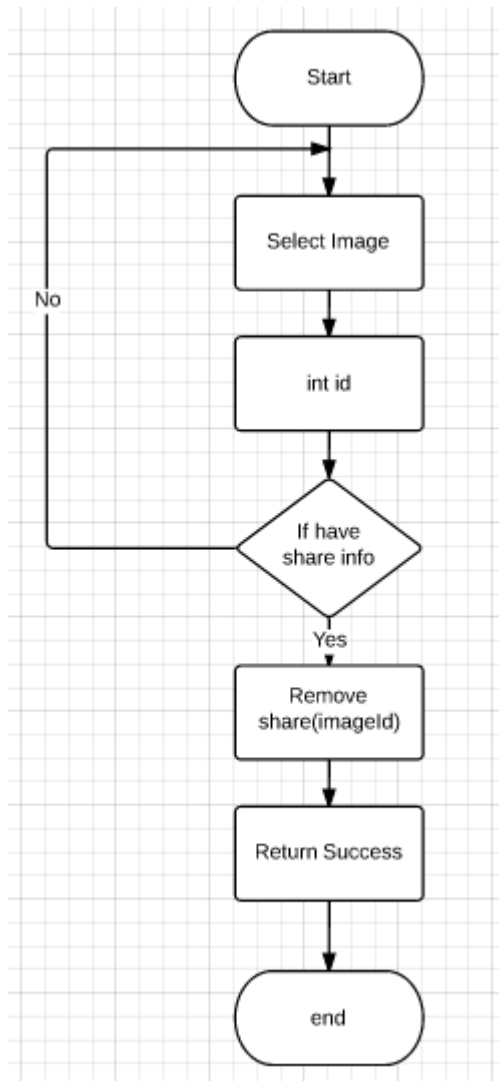 Start
Select Image
No
int id
If have
share info
Yes
Remove
share(imageId)
Return Success
end